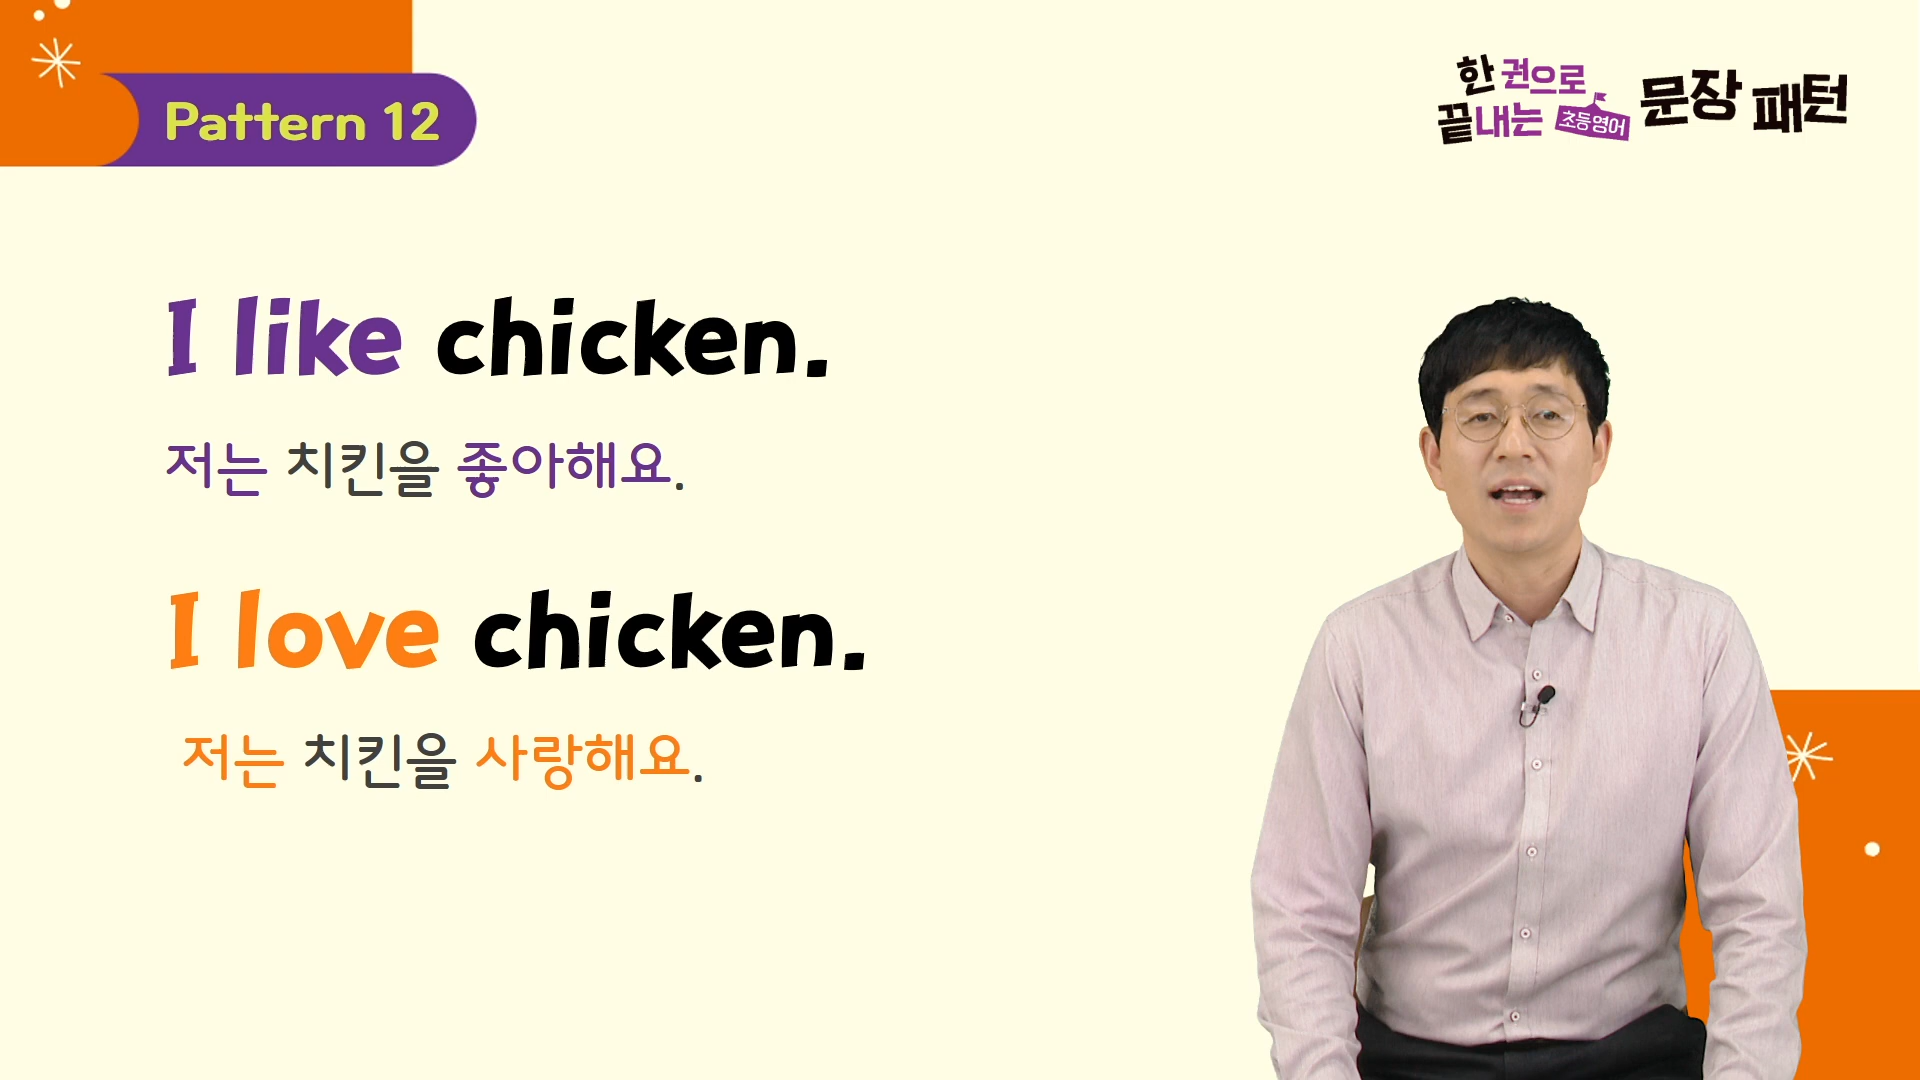 Pattern 12
한 권으로
끝내는 초등영어 문장 패턴
I like chicken.
저는 치킨을 좋아해요.
I love chicken.
저는 치킨을 사랑해요.